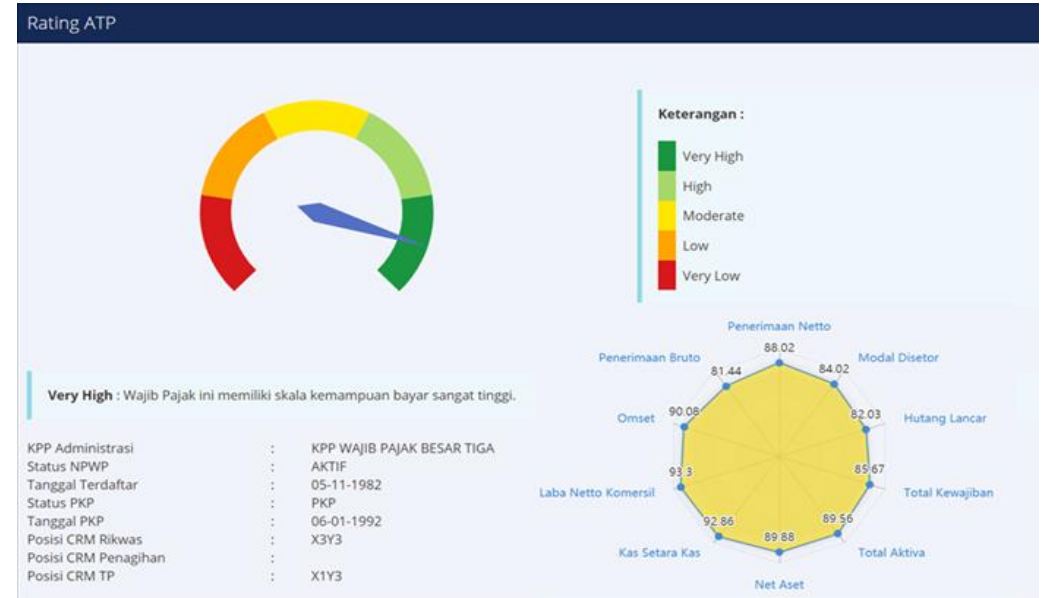 Rating ATP
Keterangan :
Very High
High
Moderate
Low
Very Low
Very High : Wajib Pajak ini memiliki skala kemampuan bayar sangat tinggi.
KPP Administrasi : KPP WAJIB PAJAK BESAR TIGA
Status NPWP : AKTIF
Tanggal Terdaftar : 05-11-1982
Status PKP : PKP
Tanggal PKP : 06-01-1992
Posisi CRM Rikwas : X3Y3
Posisi CRM Penagihan :
Posisi CRM TP : X1Y3
Penerimaan Netto
88.02
Penerimaan Bruto
81.44
84.02
Modal Disetor
Omset
90.08
82.03
Hutang Lancar
Laba Netto Komersil
93.3
85.67
Total Kewajiban
Kas Setara Kas
92.86
89.56
Total Aktiva
89.88
Net Aset